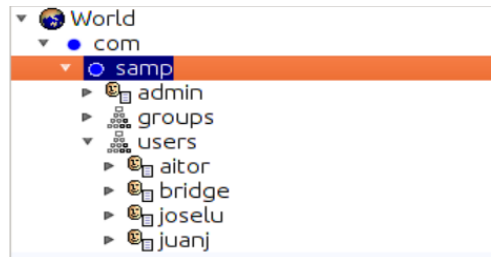 World
com
samp
admin
groups
users
aitor
bridge
joselu
juanj